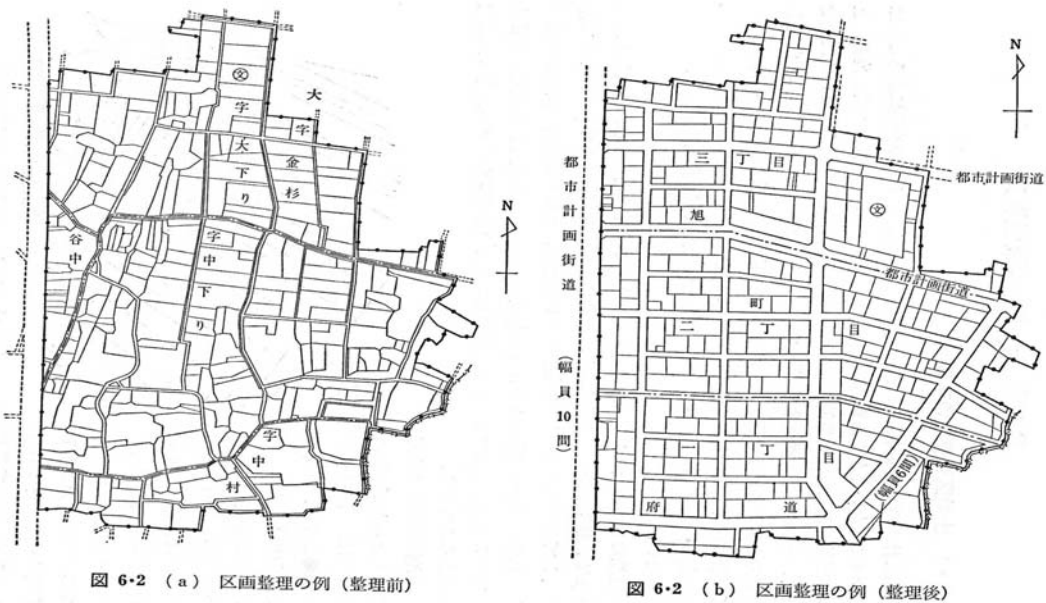 文
大字金杉
字大下り
N
谷中
字中下り
字中村
図 6・2 (a) 区画整理の例 (整理前)
N
都市計画街道 (幅員10間)
都市計画街道
三丁目
文
旭町
都市計画街道
二丁目
一丁目
(幅員6間)
府道
図 6・2 (b) 区画整理の例 (整理後)